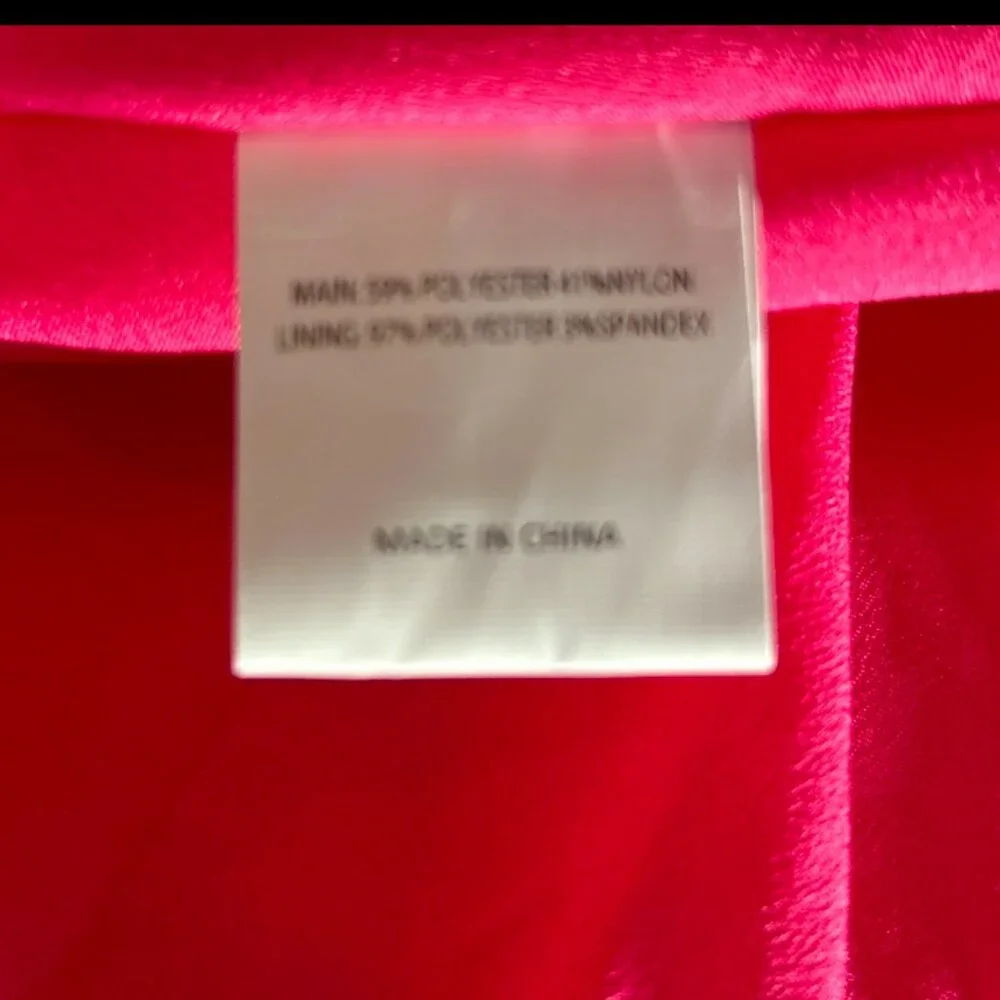 MAIN: 59% POLYESTER 41%NYLON
LINING: 97% POLYESTER 3%SPANDEX
MADE IN CHINA